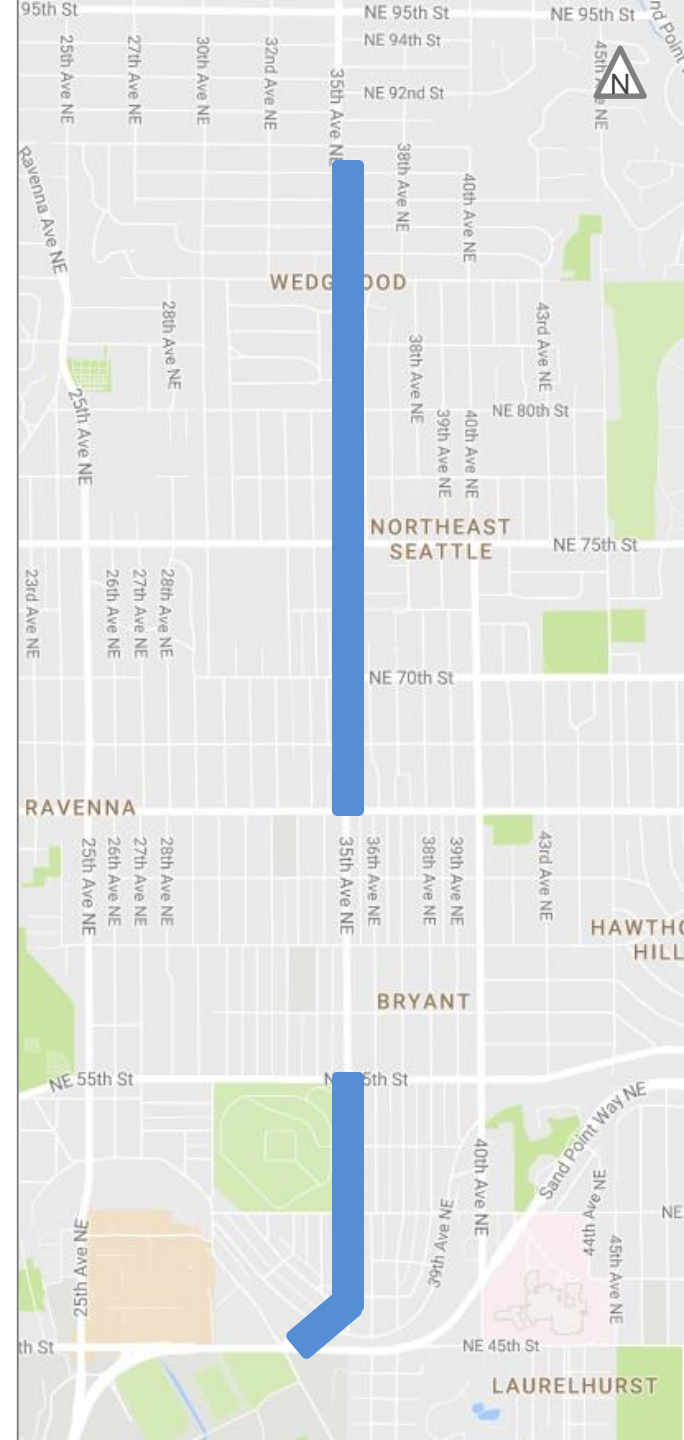 95th St
NE 95th St
NE 95th St
nd Point
NE 94th St
25th Ave NE
27th Ave NE
30th Ave NE
32nd Ave NE
35th Ave NE
45th Ave NE
N
NE 92nd St
Ravenna Ave NE
38th Ave NE
40th Ave NE
WEDG OOD
28th Ave NE
38th Ave NE
43rd Ave NE
25th Ave NE
39th Ave NE
40th Ave NE
NE 80th St
NORTHEAST
SEATTLE
NE 75th St
23rd Ave NE
26th Ave NE
27th Ave NE
28th Ave NE
NE 70th St
RAVENNA
25th Ave NE
26th Ave NE
27th Ave NE
28th Ave NE
35th Ave NE
36th Ave NE
38th Ave NE
39th Ave NE
43rd Ave NE
HAWTHO
HILL
BRYANT
NE 55th St
N 5th St
Sand Point Way NE
40th Ave NE
39th Ave NE
44th Ave NE
45th Ave NE
NE
25th Ave NE
th St
NE 45th St
LAURELHURST